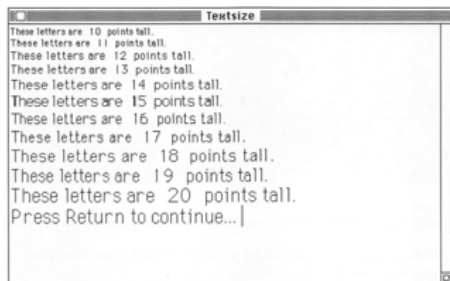 Textsize
These letters are 10 points tall.
These letters are 11 points tall.
These letters are 12 points tall.
These letters are 13 points tall.
These letters are 14 points tall.
These letters are 15 points tall.
These letters are 16 points tall.
These letters are 17 points tall.
These letters are 18 points tall.
These letters are 19 points tall.
These letters are 20 points tall.
Press Return to continue...